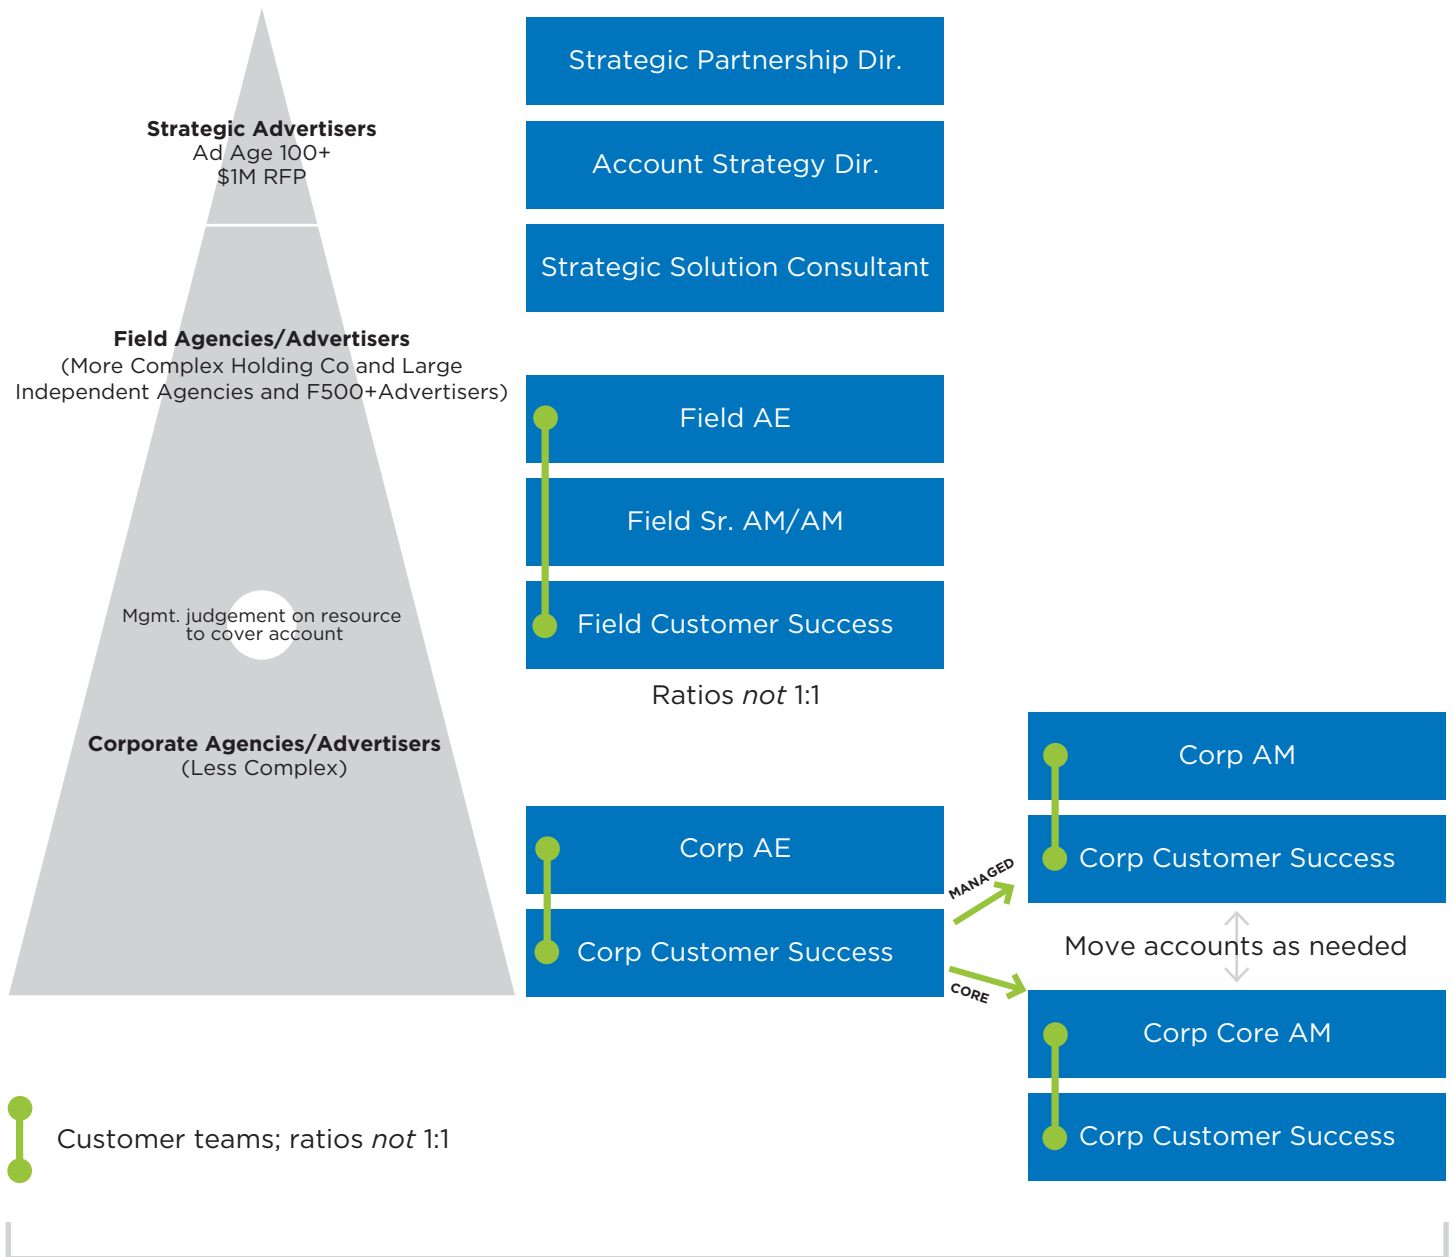 Strategic Advertisers
Ad Age 100+
$1M RFP
Field Agencies/Advertisers
(More Complex Holding Co and Large
Independent Agencies and F500+Advertisers)
Mgmt. judgement on resource
to cover account
Corporate Agencies/Advertisers
(Less Complex)
Strategic Partnership Dir.
Account Strategy Dir.
Strategic Solution Consultant
Field AE
Field Sr. AM/AM
Field Customer Success
Ratios not 1:1
Corp AE
Corp Customer Success
MANAGED
CORE
Corp AM
Corp Customer Success
Move accounts as needed
Corp Core AM
Corp Customer Success
Customer teams; ratios not 1:1